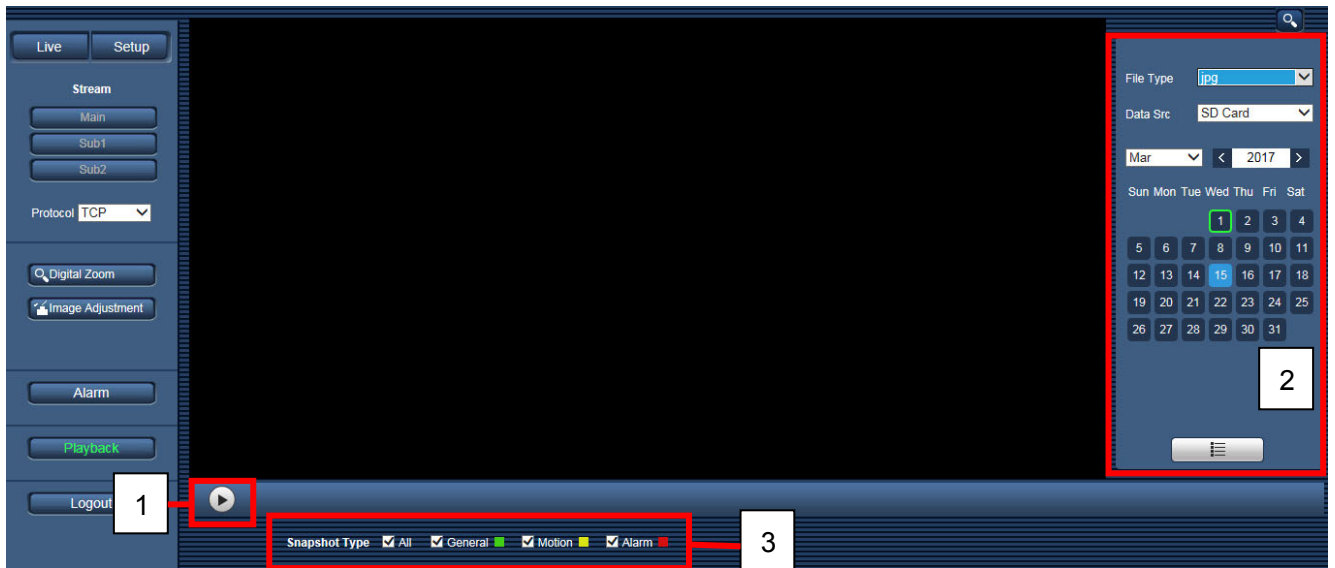 Live Setup
Stream
Main
Sub1
Sub2
Protocol TCP
Digital Zoom
Image Adjustment
Alarm
Playback
Logout
1
Snapshot Type All General Motion Alarm
3
File Type jpg
Data Src SD Card
Mar < 2017 >
Sun Mon Tue Wed Thu Fri Sat
1 2 3 4
5 6 7 8 9 10 11
12 13 14 15 16 17 18
19 20 21 22 23 24 25
26 27 28 29 30 31
2